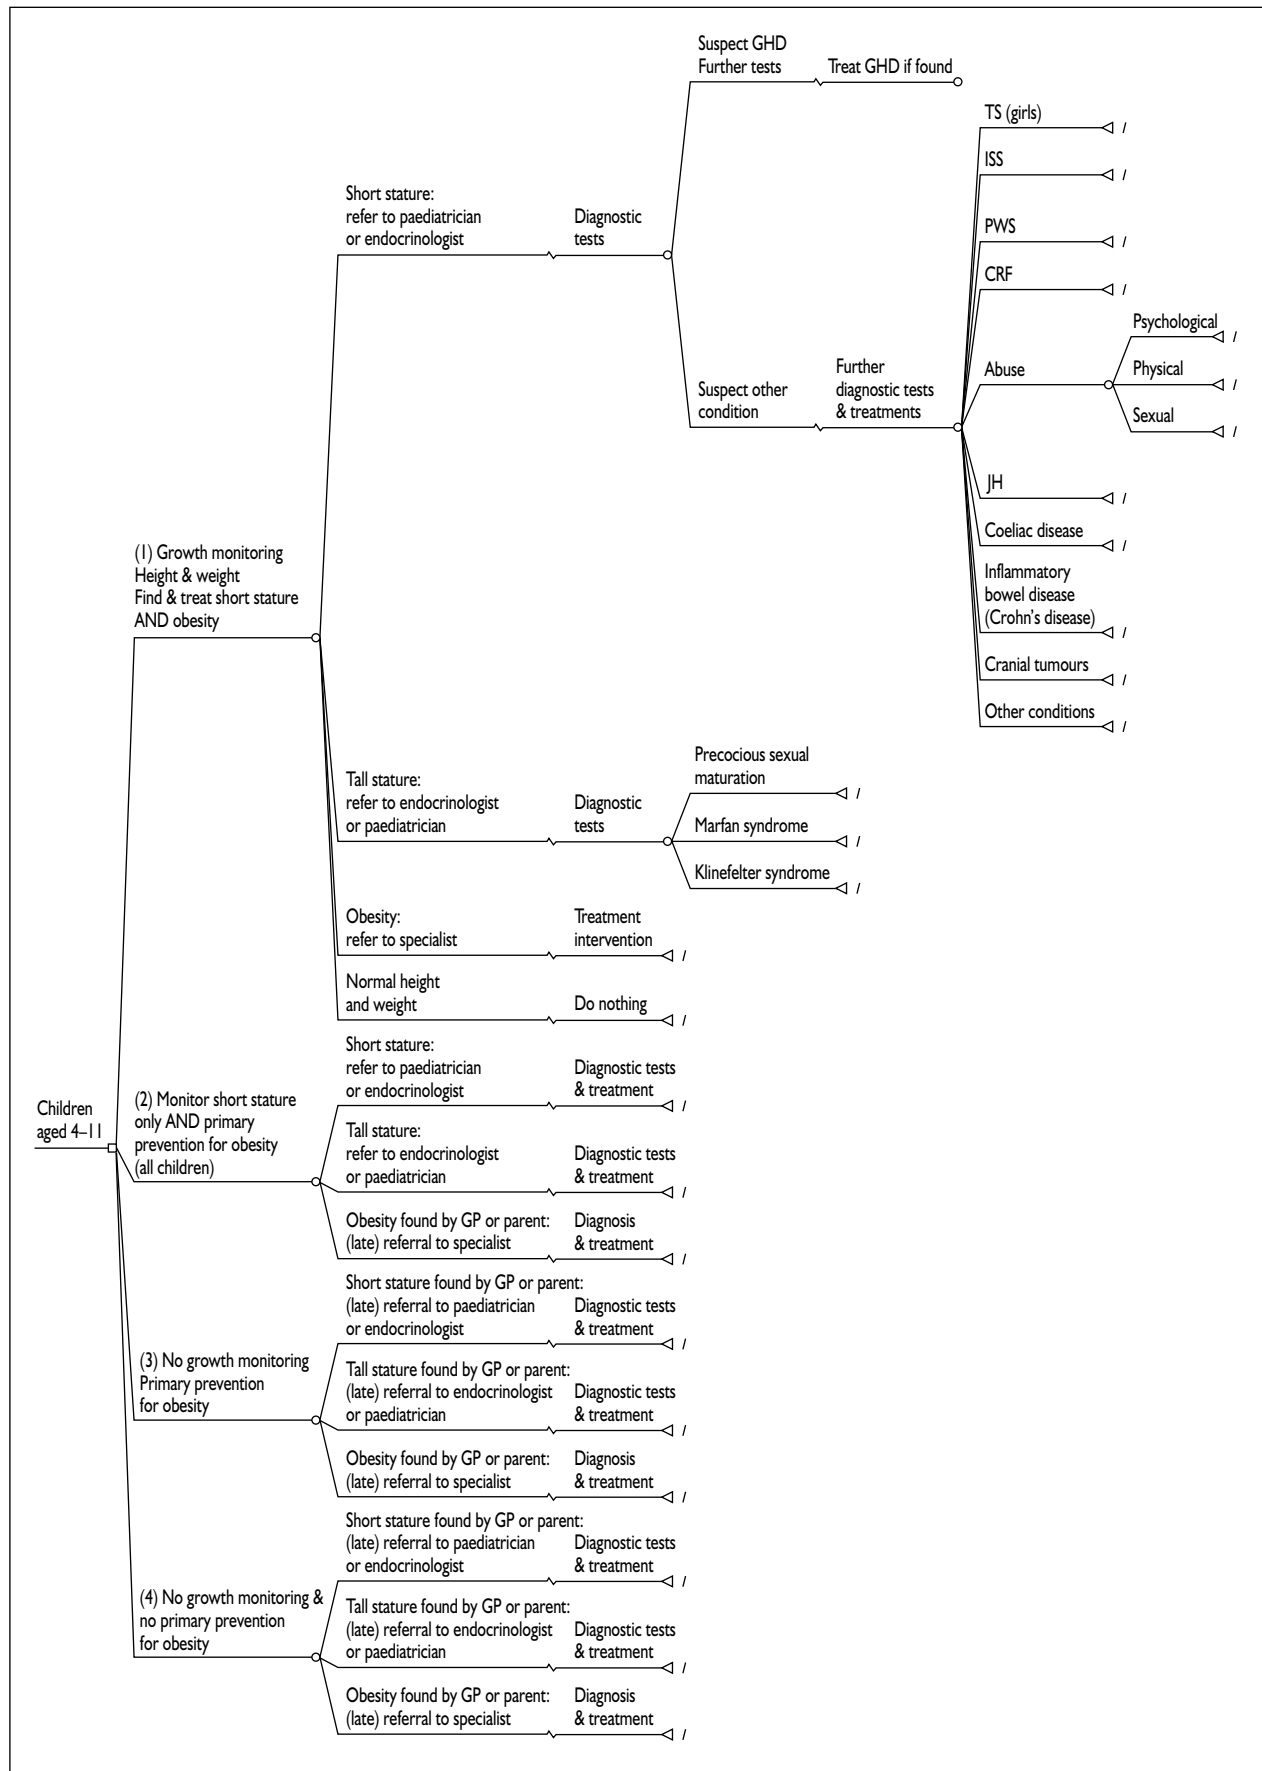 Suspect GHD
Further tests
Treat GHD if found
TS (girls)
ISS
PWS
CRF
Abuse
Psychological
Physical
Sexual
JH
Coeliac disease
Inflammatory
bowel disease
(Crohn's disease)
Cranial tumours
Other conditions
Short stature:
refer to paediatrician
or endocrinologist
Diagnostic
tests
Suspect other
condition
Further
diagnostic tests
& treatments
(1) Growth monitoring
Height & weight
Find & treat short stature
AND obesity
Tall stature:
refer to endocrinologist
or paediatrician
Diagnostic
tests
Precocious sexual
maturation
Marfan syndrome
Klinefelter syndrome
Obesity:
refer to specialist
Treatment
intervention
Normal height
and weight
Do nothing
Children
aged 4–11
(2) Monitor short stature
only AND primary
prevention for obesity
(all children)
Short stature:
refer to paediatrician
or endocrinologist
Diagnostic tests
& treatment
Tall stature:
refer to endocrinologist
or paediatrician
Diagnostic tests
& treatment
Obesity found by GP or parent:
(late) referral to specialist
Diagnosis
& treatment
(3) No growth monitoring
Primary prevention
for obesity
Short stature found by GP or parent:
(late) referral to paediatrician
or endocrinologist
Diagnostic tests
& treatment
Tall stature found by GP or parent:
(late) referral to endocrinologist
or paediatrician
Diagnostic tests
& treatment
Obesity found by GP or parent:
(late) referral to specialist
Diagnosis
& treatment
(4) No growth monitoring &
no primary prevention
for obesity
Short stature found by GP or parent:
(late) referral to paediatrician
or endocrinologist
Diagnostic tests
& treatment
Tall stature found by GP or parent:
(late) referral to endocrinologist
or paediatrician
Diagnostic tests
& treatment
Obesity found by GP or parent:
(late) referral to specialist
Diagnosis
& treatment